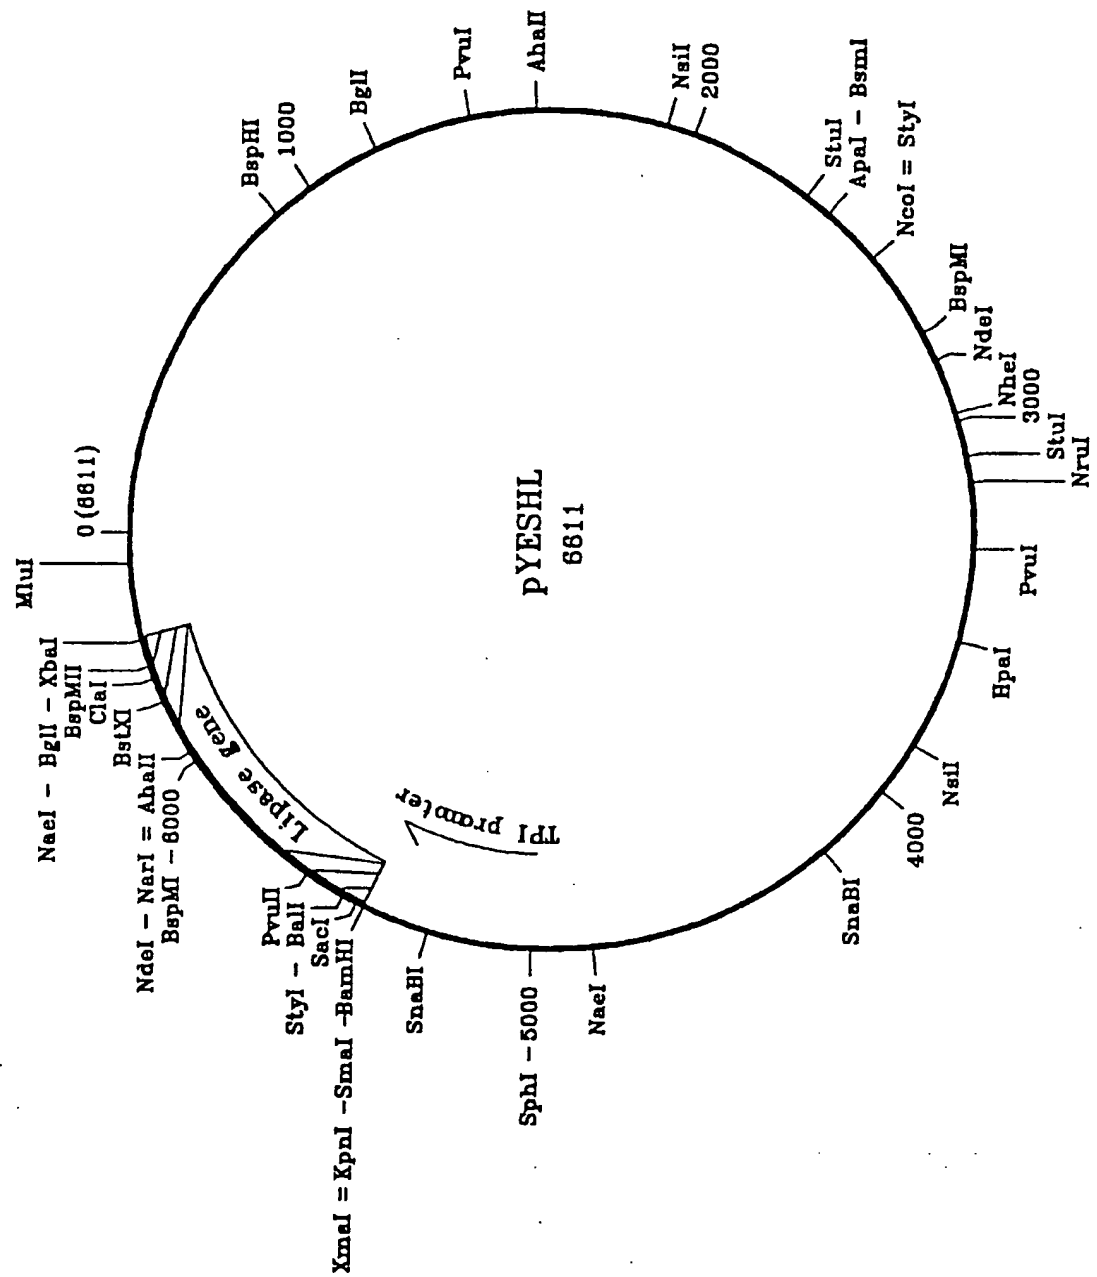 pYESHL
6611
0(6611)
BspHI
1000
BglI
PvuI
AhaII
NsiI
2000
StuI
ApaI - BsmI
NcoI = StyI
BspMI
NdeI
NheI
3000
StuI
NruI
PvuI
HpaI
NsiI
4000
SnaBI
NaeI
SphI - 5000
SnaBI
XmaI = KpnI - SmaI - BamHI
SacI
StyI - BalI
PvuII
BspMI - 6000
NdeI - NarI = AhaII
BstXI
ClaI
BspMII
NaeI - BglI - XbaI
MluI
Lipase gene
TPI promoter